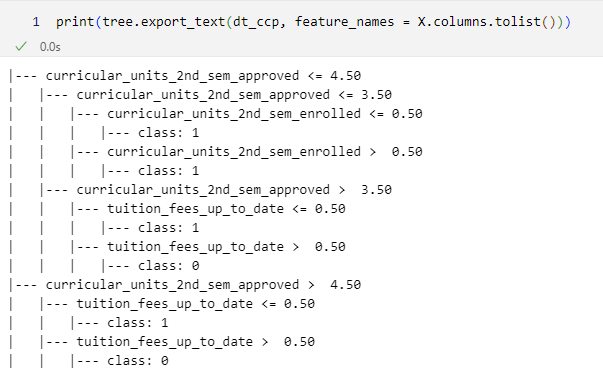 1 print(tree.export_text(dt_ccp, feature_names = X.columns.tolist()))
✓ 0.0s
|--- curricular_units_2nd_sem_approved <= 4.50
|   |--- curricular_units_2nd_sem_approved <= 3.50
|   |   |--- curricular_units_2nd_sem_enrolled <= 0.50
|   |   |   |--- class: 1
|   |   |--- curricular_units_2nd_sem_enrolled >  0.50
|   |   |   |--- class: 1
|   |--- curricular_units_2nd_sem_approved >  3.50
|   |   |--- tuition_fees_up_to_date <= 0.50
|   |   |   |--- class: 1
|   |   |--- tuition_fees_up_to_date >  0.50
|   |   |   |--- class: 0
|--- curricular_units_2nd_sem_approved >  4.50
|   |--- tuition_fees_up_to_date <= 0.50
|   |   |--- class: 1
|   |--- tuition_fees_up_to_date >  0.50
|   |   |--- class: 0